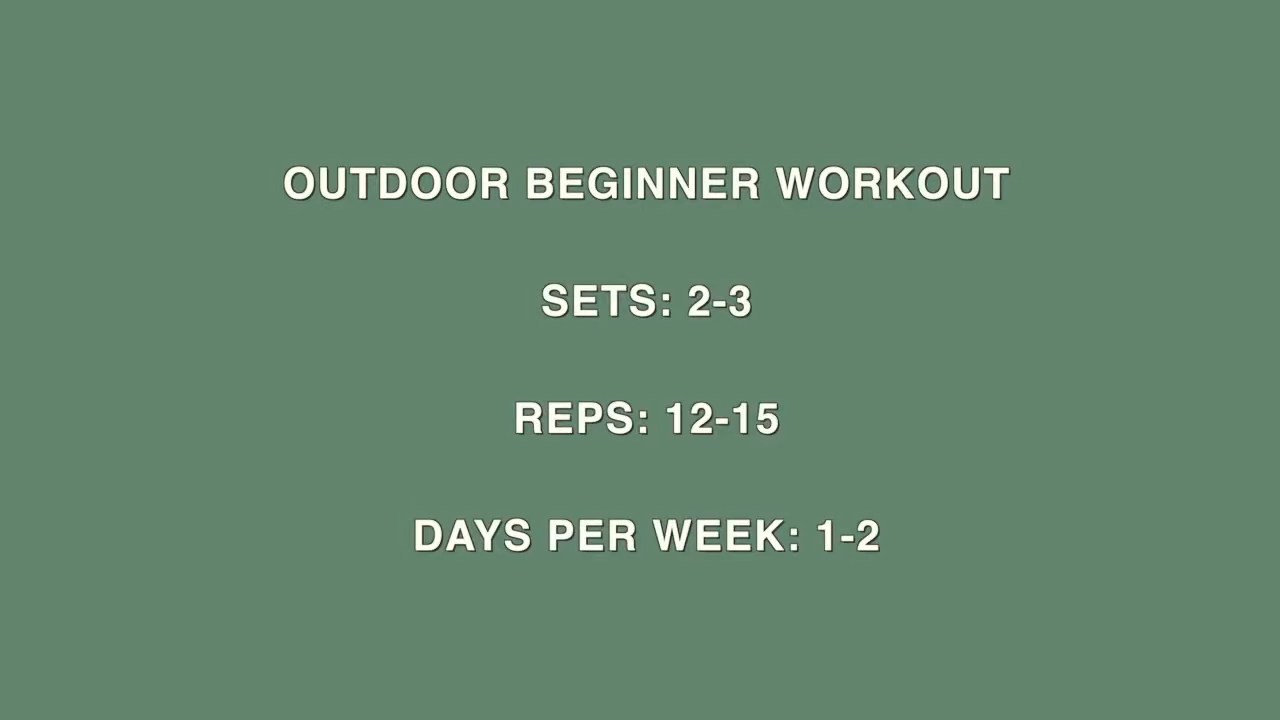 OUTDOOR BEGINNER WORKOUT
SETS: 2-3
REPS: 12-15
DAYS PER WEEK: 1-2